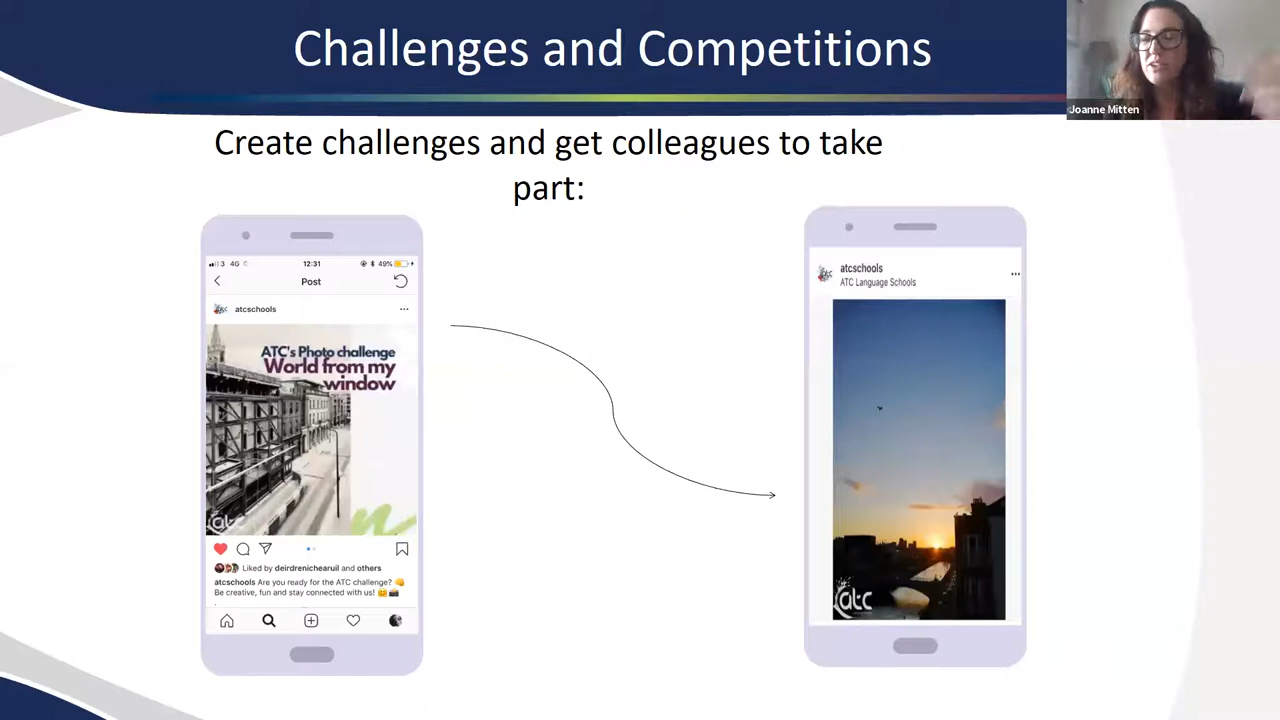 Challenges and Competitions
Joanne Mitten
Create challenges and get colleagues to take
part:
3 4G
12:31
49%
Post
atcschools
ATC's Photo challenge
World from my
window
atc
Liked by deirdrenichearuil and others
atcschools Are you ready for the ATC challenge? 👊
Be creative, fun and stay connected with us! 😊 📸
atcschools
ATC Language Schools
atc